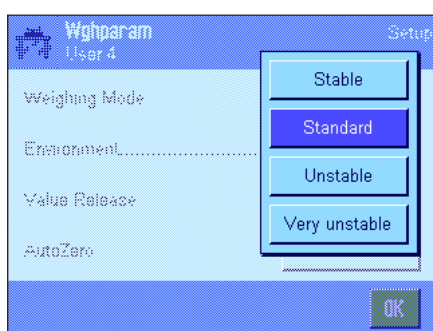 Wghparam
User 4
Setup
Weighing Mode
Environment......................
Value Release
AutoZero
Stable
Standard
Unstable
Very unstable
OK